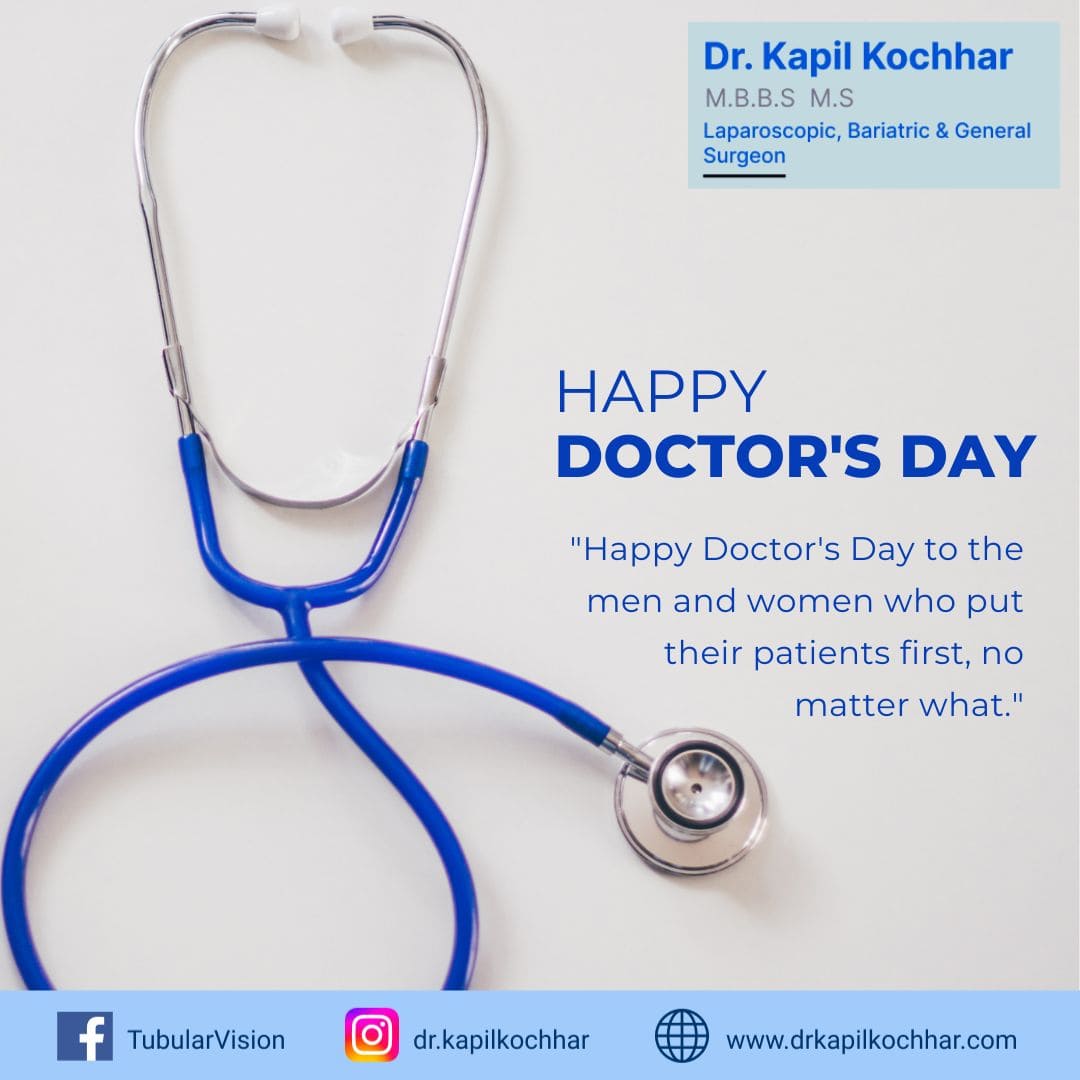 Dr. Kapil Kochhar
M.B.B.S M.S
Laparoscopic, Bariatric & General
Surgeon
HAPPY
DOCTOR'S DAY
"Happy Doctor's Day to the
men and women who put
their patients first, no
matter what."
TubularVision
dr.kapilkochhar
www.drkapilkochhar.com